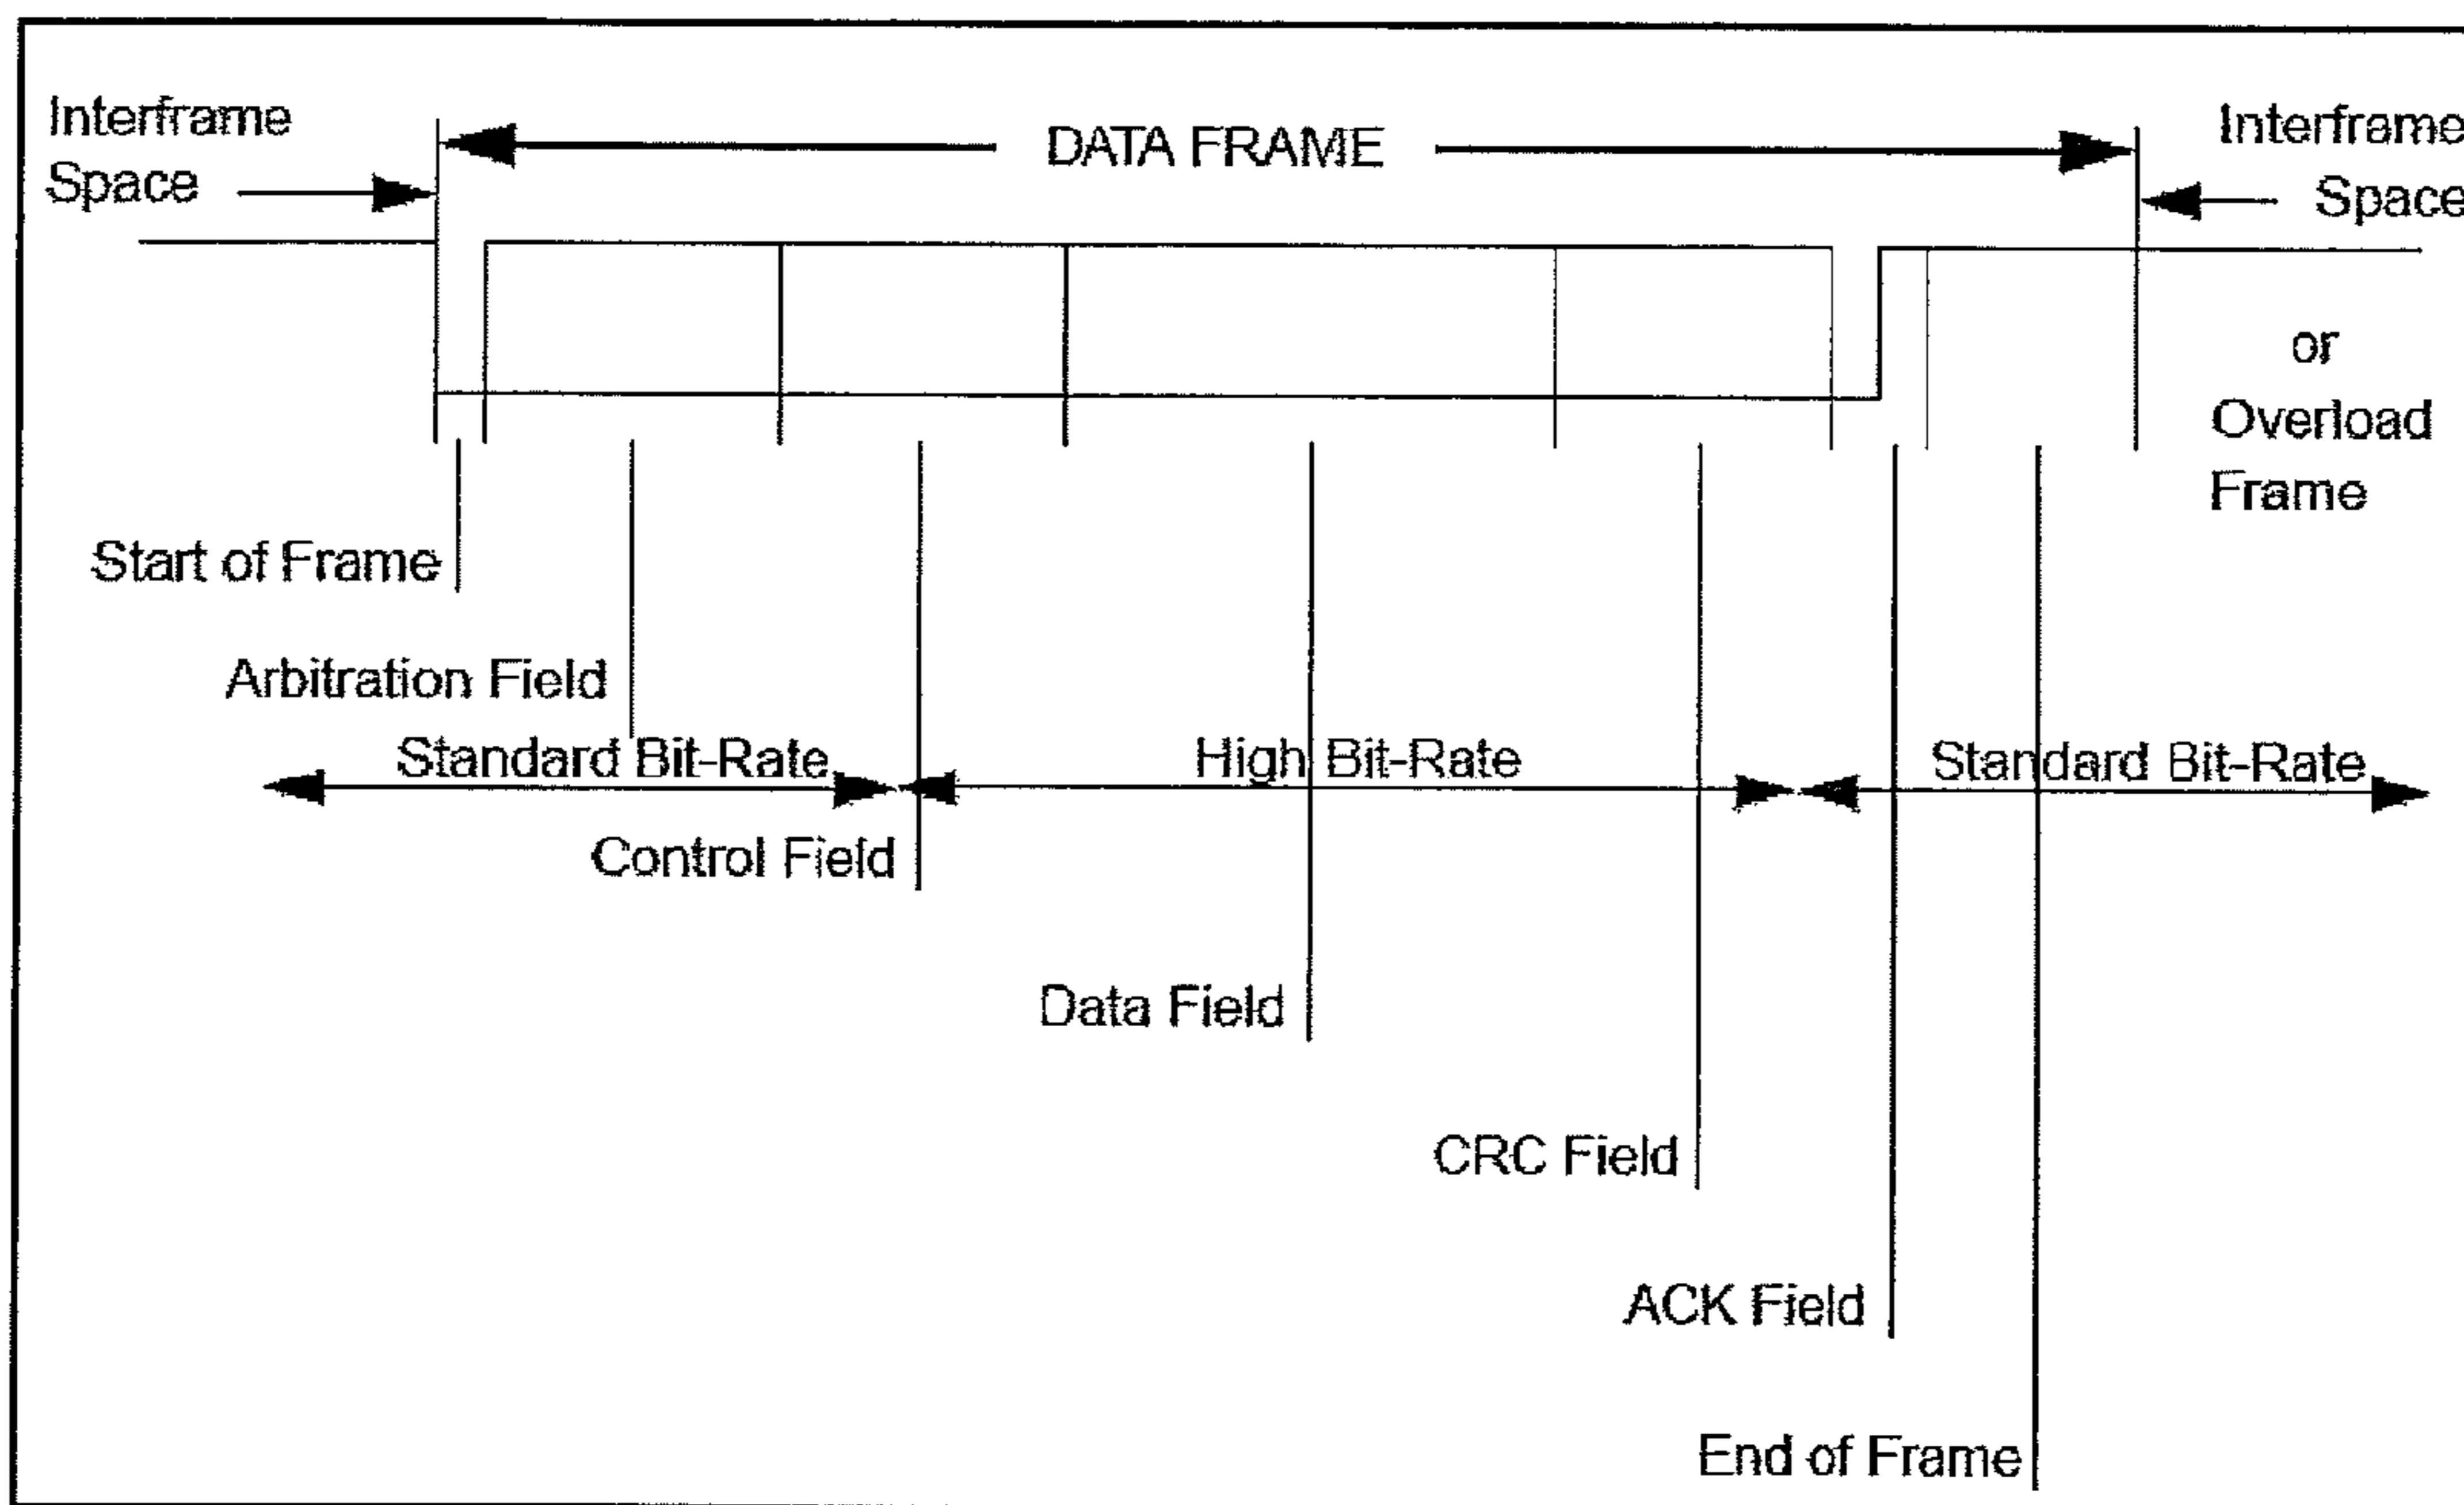 Interframe
Space
DATA FRAME
Interframe
Space
or
Overload
Frame
Start of Frame
Arbitration Field
Standard Bit-Rate
High Bit-Rate
Standard Bit-Rate
Control Field
Data Field
CRC Field
ACK Field
End of Frame